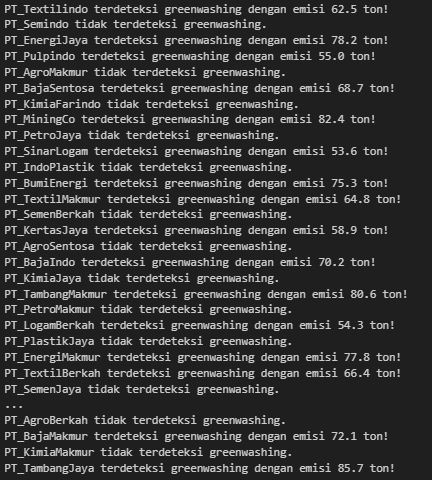 PT_Textilindo terdeteksi greenwashing dengan emisi 62.5 ton!
PT_Semindo tidak terdeteksi greenwashing.
PT_EnergiJaya terdeteksi greenwashing dengan emisi 78.2 ton!
PT_Pulpindo terdeteksi greenwashing dengan emisi 55.0 ton!
PT_AgroMakmur tidak terdeteksi greenwashing.
PT_BajaSentosa terdeteksi greenwashing dengan emisi 68.7 ton!
PT_KimiaFarindo tidak terdeteksi greenwashing.
PT_MiningCo terdeteksi greenwashing dengan emisi 82.4 ton!
PT_PetroJaya tidak terdeteksi greenwashing.
PT_SinarLogam terdeteksi greenwashing dengan emisi 53.6 ton!
PT_IndoPlastik tidak terdeteksi greenwashing.
PT_BumiEnergi terdeteksi greenwashing dengan emisi 75.3 ton!
PT_TextilMakmur terdeteksi greenwashing dengan emisi 64.8 ton!
PT_SemenBerkah tidak terdeteksi greenwashing.
PT_KertasJaya terdeteksi greenwashing dengan emisi 58.9 ton!
PT_AgroSentosa tidak terdeteksi greenwashing.
PT_BajaIndo terdeteksi greenwashing dengan emisi 70.2 ton!
PT_KimiaJaya tidak terdeteksi greenwashing.
PT_TambangMakmur terdeteksi greenwashing dengan emisi 80.6 ton!
PT_PetroMakmur tidak terdeteksi greenwashing.
PT_LogamBerkah terdeteksi greenwashing dengan emisi 54.3 ton!
PT_PlastikJaya tidak terdeteksi greenwashing.
PT_EnergiMakmur terdeteksi greenwashing dengan emisi 77.8 ton!
PT_TextilBerkah terdeteksi greenwashing dengan emisi 66.4 ton!
PT_SemenJaya tidak terdeteksi greenwashing.
...
PT_AgroBerkah tidak terdeteksi greenwashing.
PT_BajaMakmur terdeteksi greenwashing dengan emisi 72.1 ton!
PT_KimiaMakmur tidak terdeteksi greenwashing.
PT_TambangJaya terdeteksi greenwashing dengan emisi 85.7 ton!